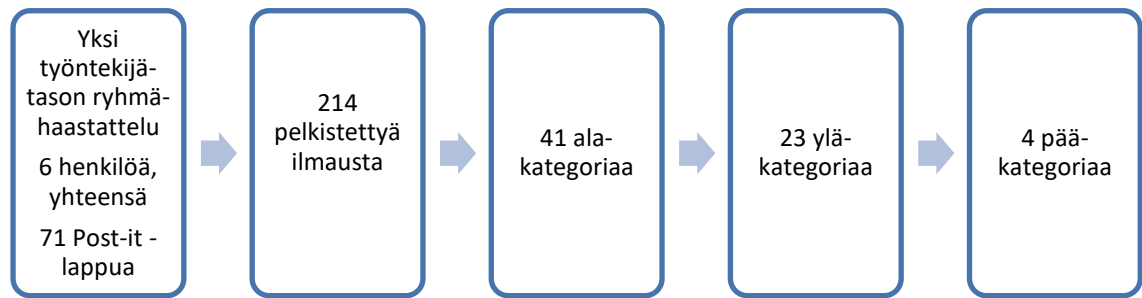 Yksi
työntekijä-
tason ryhmä-
haastattelu
6 henkilöä,
yhteensä
71 Post-it -
lappua
214
pelkistettyä
ilmausta
41 ala-
kategoriaa
23 ylä-
kategoriaa
4 pää-
kategoriaa